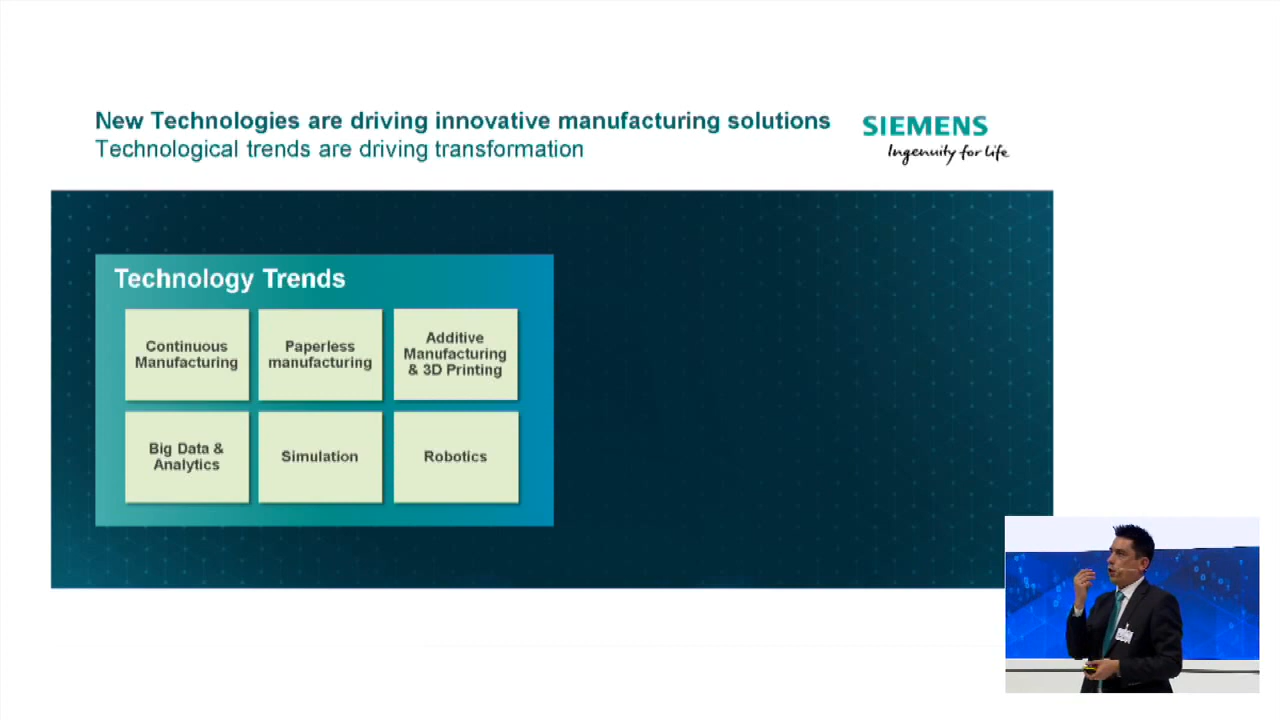 New Technologies are driving innovative manufacturing solutions
Technological trends are driving transformation
SIEMENS
Ingenuity for life
Technology Trends
Continuous
Manufacturing
Paperless
manufacturing
Additive
Manufacturing
& 3D Printing
Big Data &
Analytics
Simulation
Robotics